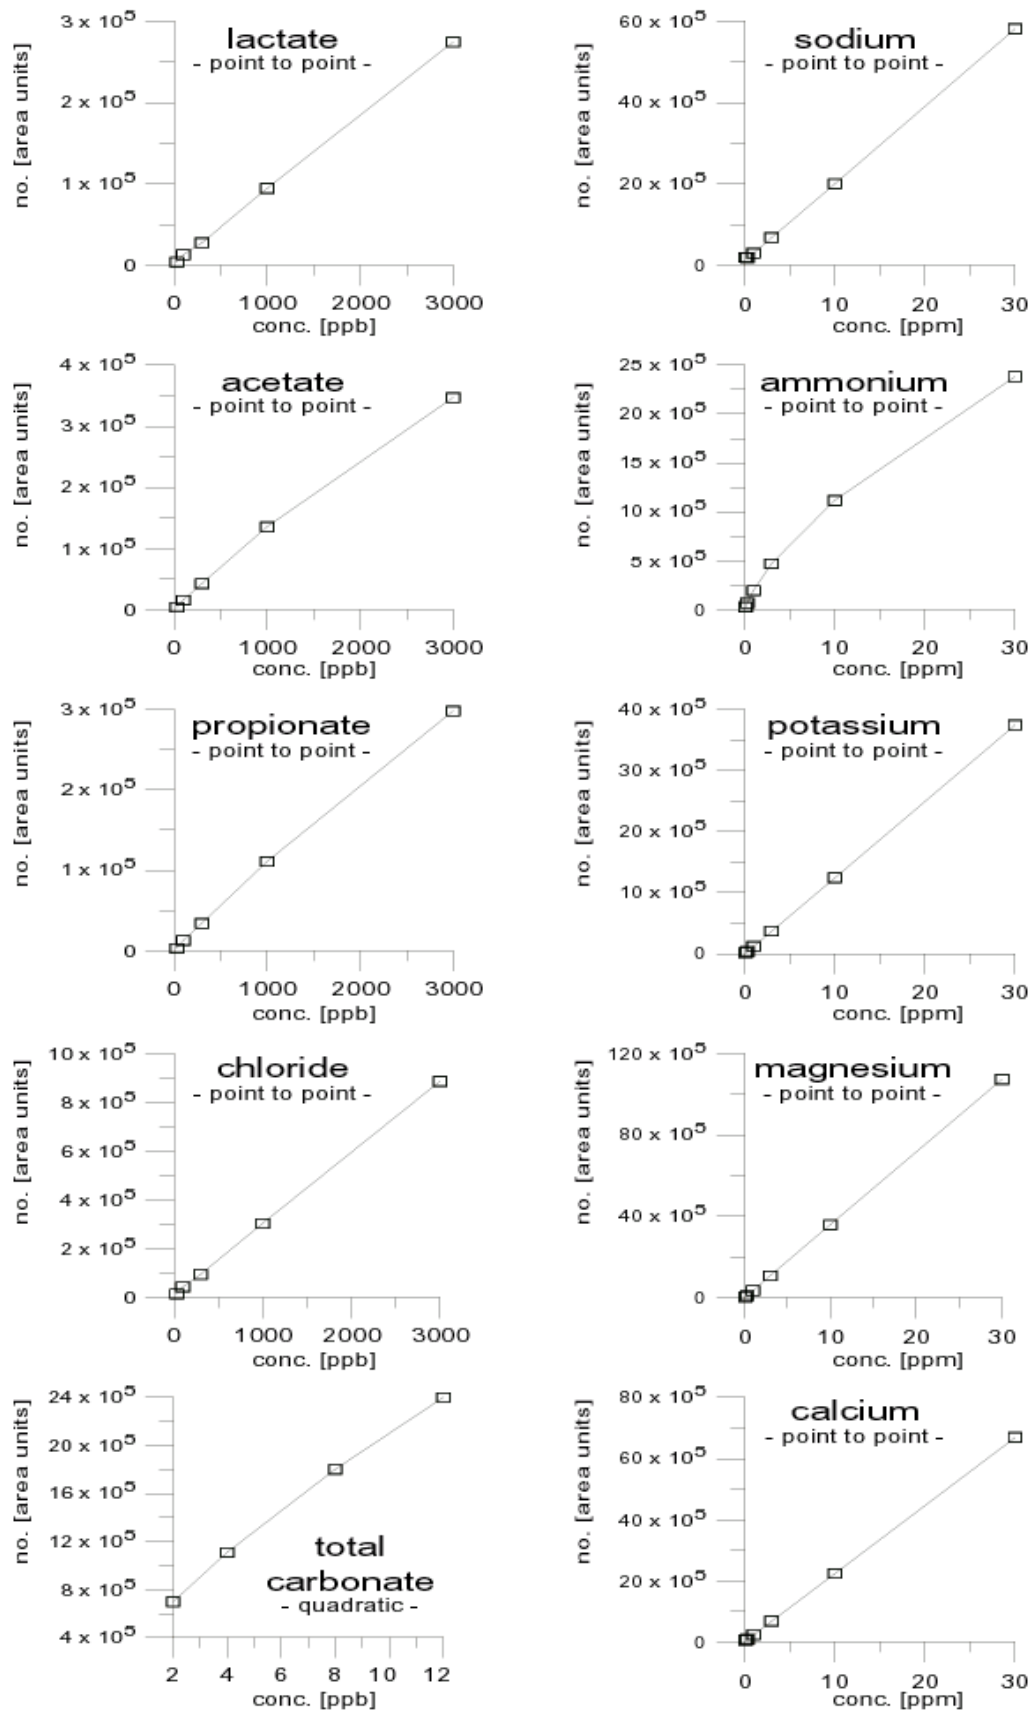 lactate
- point to point -
no. [area units]
3 x 10⁵
2 x 10⁵
1 x 10⁵
0
0 1000 2000 3000
conc. [ppb]
sodium
- point to point -
no. [area units]
60 x 10⁵
40 x 10⁵
20 x 10⁵
0
0 10 20 30
conc. [ppm]
acetate
- point to point -
no. [area units]
4 x 10⁵
3 x 10⁵
2 x 10⁵
1 x 10⁵
0
0 1000 2000 3000
conc. [ppb]
ammonium
- point to point -
no. [area units]
25 x 10⁵
20 x 10⁵
15 x 10⁵
10 x 10⁵
5 x 10⁵
0
0 10 20 30
conc. [ppm]
propionate
- point to point -
no. [area units]
3 x 10⁵
2 x 10⁵
1 x 10⁵
0
0 1000 2000 3000
conc. [ppb]
potassium
- point to point -
no. [area units]
40 x 10⁵
30 x 10⁵
20 x 10⁵
10 x 10⁵
0
0 10 20 30
conc. [ppm]
chloride
- point to point -
no. [area units]
10 x 10⁵
8 x 10⁵
6 x 10⁵
4 x 10⁵
2 x 10⁵
0
0 1000 2000 3000
conc. [ppb]
magnesium
- point to point -
no. [area units]
120 x 10⁵
80 x 10⁵
40 x 10⁵
0
0 10 20 30
conc. [ppm]
total
carbonate
- quadratic -
no. [area units]
24 x 10⁵
20 x 10⁵
16 x 10⁵
12 x 10⁵
8 x 10⁵
4 x 10⁵
2 4 6 8 10 12
conc. [ppb]
calcium
- point to point -
no. [area units]
80 x 10⁵
60 x 10⁵
40 x 10⁵
20 x 10⁵
0
0 10 20 30
conc. [ppm]